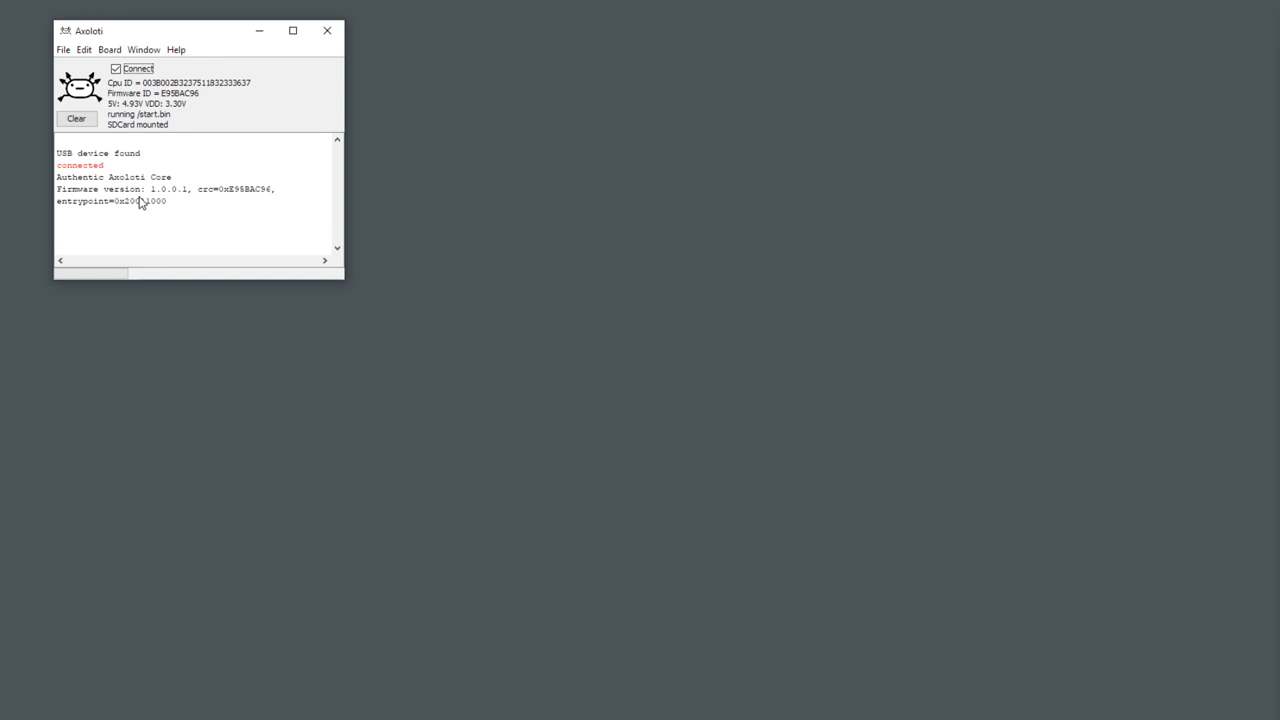 Axoloti
File Edit Board Window Help
Connect
Cpu ID = 003B002B3237511832333637
Firmware ID = E95BAC96
5V: 4.93V VDD: 3.30V
running /start.bin
Clear
SDCard mounted
USB device found
connected
Authentic Axoloti Core
Firmware version: 1.0.0.1, crc=0xE95BAC96,